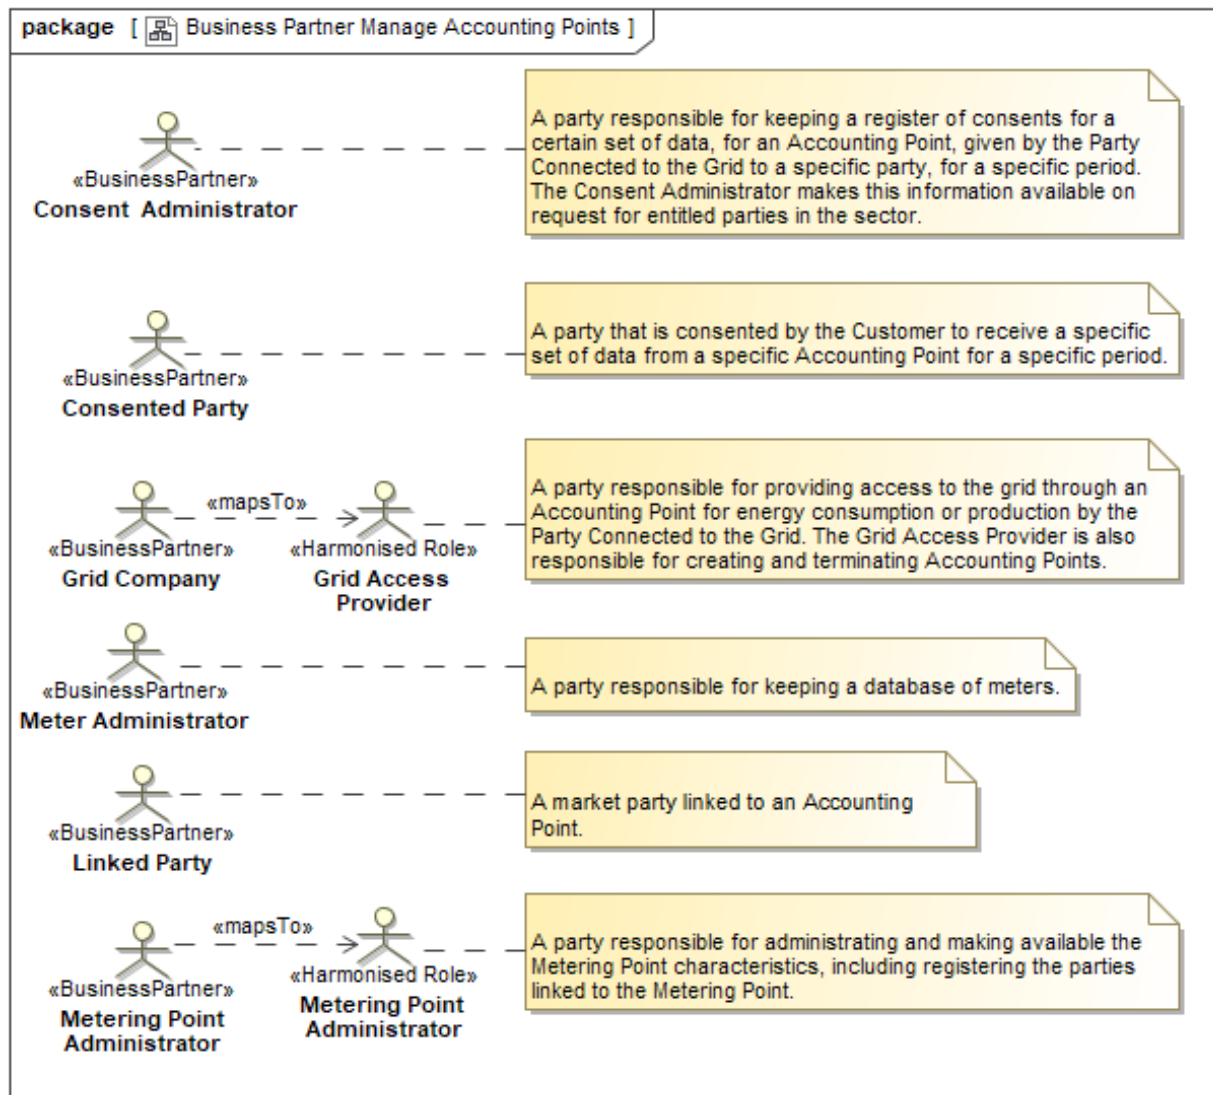 package [ Business Partner Manage Accounting Points ]
«BusinessPartner»
Consent Administrator
A party responsible for keeping a register of consents for a
certain set of data, for an Accounting Point, given by the Party
Connected to the Grid to a specific party, for a specific period.
The Consent Administrator makes this information available on
request for entitled parties in the sector.
«BusinessPartner»
Consented Party
A party that is consented by the Customer to receive a specific
set of data from a specific Accounting Point for a specific period.
«BusinessPartner»
Grid Company
«mapsTo»
«Harmonised Role»
Grid Access
Provider
A party responsible for providing access to the grid through an
Accounting Point for energy consumption or production by the
Party Connected to the Grid. The Grid Access Provider is also
responsible for creating and terminating Accounting Points.
«BusinessPartner»
Meter Administrator
A party responsible for keeping a database of meters.
«BusinessPartner»
Linked Party
A market party linked to an Accounting
Point.
«BusinessPartner»
Metering Point
Administrator
«mapsTo»
«Harmonised Role»
Metering Point
Administrator
A party responsible for administrating and making available the
Metering Point characteristics, including registering the parties
linked to the Metering Point.